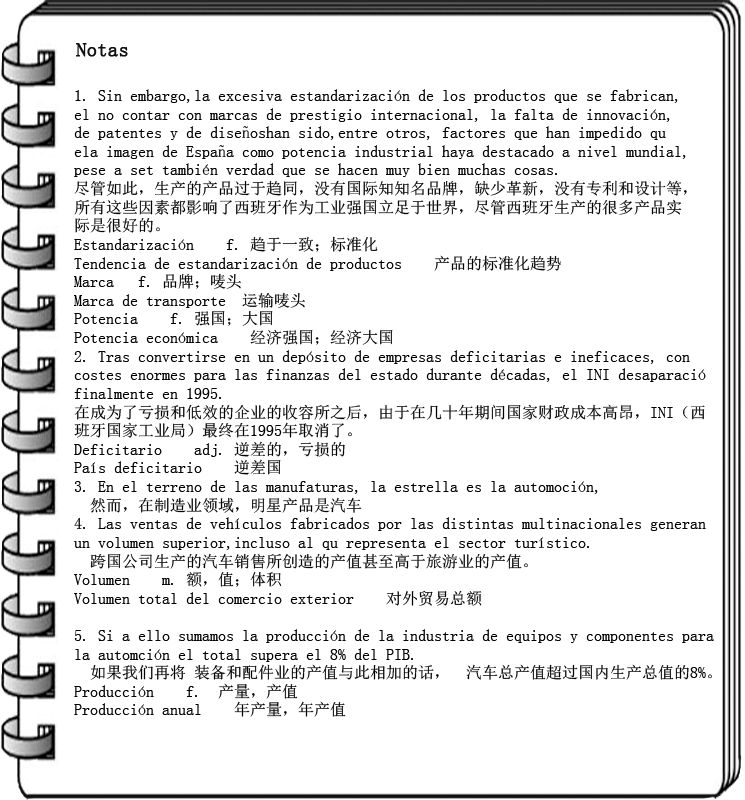 Notas
1. Sin embargo,la excesiva estandarización de los productos que se fabrican,
el no contar con marcas de prestigio internacional, la falta de innovación,
de patentes y de diseñoshan sido,entre otros, factores que han impedido qu
ela imagen de España como potencia industrial haya destacado a nivel mundial,
pese a set también verdad que se hacen muy bien muchas cosas.
尽管如此，生产的产品过于趋同，没有国际知知名品牌，缺少革新，没有专利和设计等，
所有这些因素都影响了西班牙作为工业强国立足于世界，尽管西班牙生产的很多产品实
际是很好的。
Estandarización f. 趋于一致；标准化
Tendencia de estandarización de productos 产品的标准化趋势
Marca f. 品牌；唛头
Marca de transporte 运输唛头
Potencia f. 强国；大国
Potencia económica 经济强国；经济大国
2. Tras convertirse en un depósito de empresas deficitarias e ineficaces, con
costes enormes para las finanzas del estado durante décadas, el INI desaparació
finalmente en 1995.
在成为了亏损和低效的企业的收容所之后，由于在几十年期间国家财政成本高昂，INI（西
班牙国家工业局）最终在1995年取消了。
Deficitario adj. 逆差的，亏损的
País deficitario 逆差国
3. En el terreno de las manufaturas, la estrella es la automoción,
然而，在制造业领域，明星产品是汽车
4. Las ventas de vehículos fabricados por las distintas multinacionales generan
un volumen superior,incluso al qu representa el sector turístico.
跨国公司生产的汽车销售所创造的产值甚至高于旅游业的产值。
Volumen m. 额，值；体积
Volumen total del comercio exterior 对外贸易总额
5. Si a ello sumamos la producción de la industria de equipos y componentes para
la automción el total supera el 8% del PIB.
如果我们再将 装备和配件业的产值与此相加的话， 汽车总产值超过国内生产总值的8%。
Producción f. 产量，产值
Producción anual 年产量，年产值